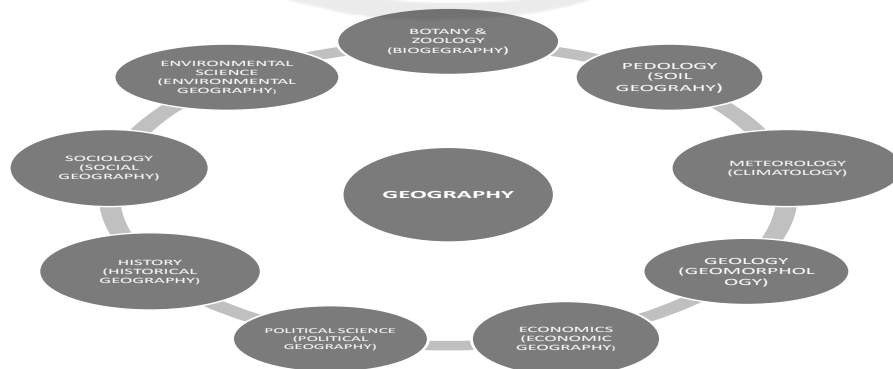 BOTANY &
ZOOLOGY
(BIOGEGRAPHY)
PEDOLOGY
(SOIL
GEOGRAHY)
METEOROLOGY
(CLIMATOLOGY)
GEOLOGY
(GEOMORPHOL
OGY)
ECONOMICS
(ECONOMIC
GEOGRAPHY)
POLITICAL SCIENCE
(POLITICAL
GEOGRAPHY)
HISTORY
(HISTORICAL
GEOGRAPHY)
SOCIOLOGY
(SOCIAL
GEOGRAPHY)
ENVIRONMENTAL
SCIENCE
(ENVIRONMENTAL
GEOGRAPHY)
GEOGRAPHY